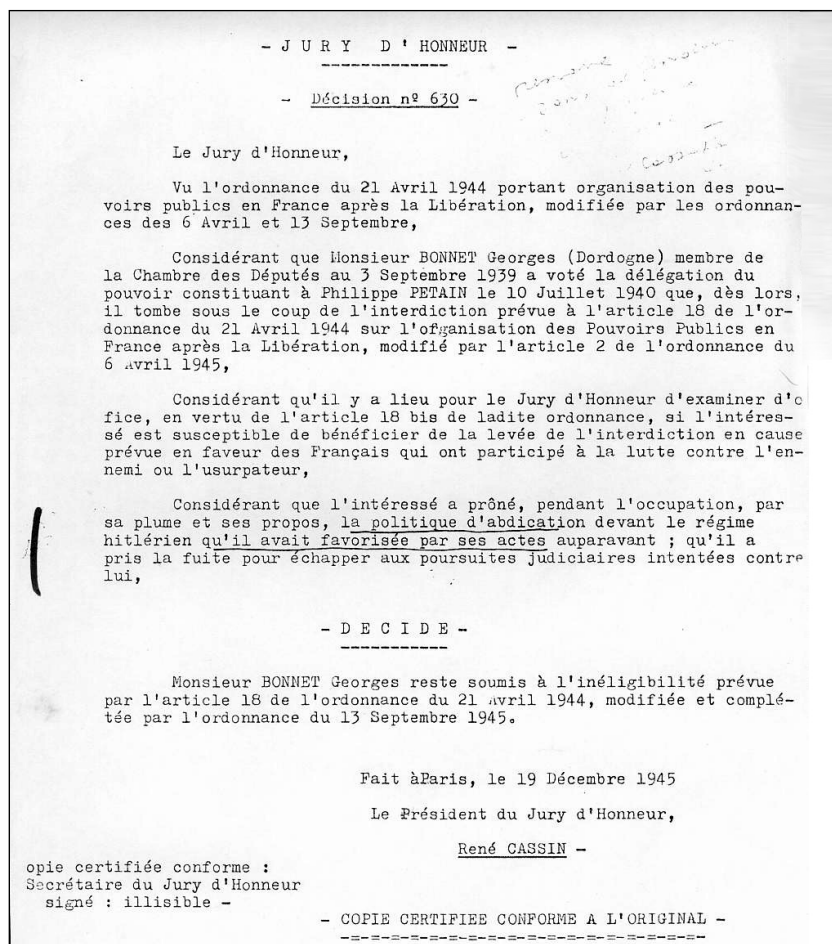 - J U R Y D ' HONNEUR -
- Décision nº 630 -
Le Jury d'Honneur,
Vu l'ordonnance du 21 Avril 1944 portant organisation des pou-
voirs publics en France après la Libération, modifiée par les ordonnan-
ces des 6 Avril et 13 Septembre,
Considérant que Monsieur BONNET Georges (Dordogne) membre de
la Chambre des Députés au 3 Septembre 1939 a voté la délégation du
pouvoir constituant à Philippe PETAIN le 10 Juillet 1940 que, dès lors,
il tombe sous le coup de l'interdiction prévue à l'article 18 de l'or-
donnance du 21 Avril 1944 sur l'ofganisation des Pouvoirs Publics en
France après la Libération, modifié par l'article 2 de l'ordonnance du
6 Avril 1945,
Considérant qu'il y a lieu pour le Jury d'Honneur d'examiner d'o
fice, en vertu de l'article 18 bis de ladite ordonnance, si l'intéres-
sé est susceptible de bénéficier de la levée de l'interdiction en cause
prévue en faveur des Français qui ont participé à la lutte contre l'en-
nemi ou l'usurpateur,
Considérant que l'intéressé a prôné, pendant l'occupation, par
sa plume et ses propos, la politique d'abdication devant le régime
hitlérien qu'il avait favorisée par ses actes auparavant ; qu'il a
pris la fuite pour échapper aux poursuites judiciaires intentées contre
lui,
- D E C I D E -
Monsieur BONNET Georges reste soumis à l'inéligibilité prévue
par l'article 18 de l'ordonnance du 21 Avril 1944, modifiée et complé-
tée par l'ordonnance du 13 Septembre 1945.
Fait àParis, le 19 Décembre 1945
Le Président du Jury d'Honneur,
René CASSIN -
opie certifiée conforme :
Secrétaire du Jury d'Honneur
signé : illisible -
- COPIE CERTIFIEE CONFORME A L'ORIGINAL -
-=-=-=-=-=-=-=-=-=-=-=-=-=-=-=-=-